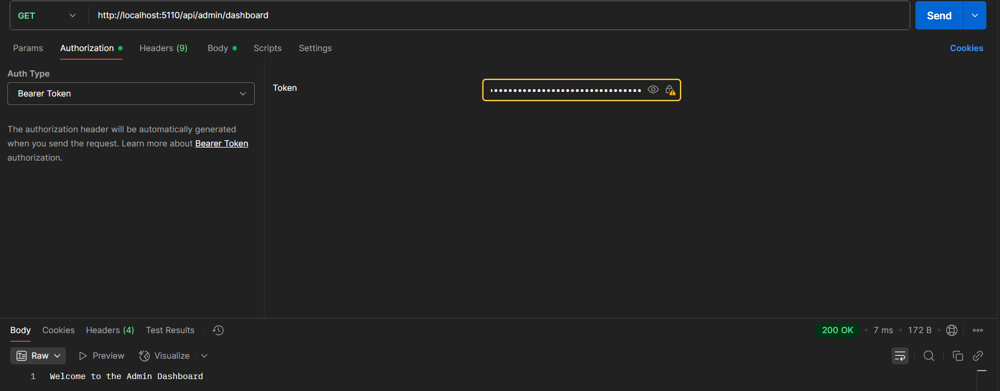 GET http://localhost:5110/api/admin/dashboard Send
Params Authorization Headers (9) Body Scripts Settings Cookies
Auth Type
Bearer Token
Token
The authorization header will be automatically generated
when you send the request. Learn more about Bearer Token
authorization.
Body Cookies Headers (4) Test Results 200 OK • 7 ms • 172 B •
Raw Preview Visualize
1 Welcome to the Admin Dashboard